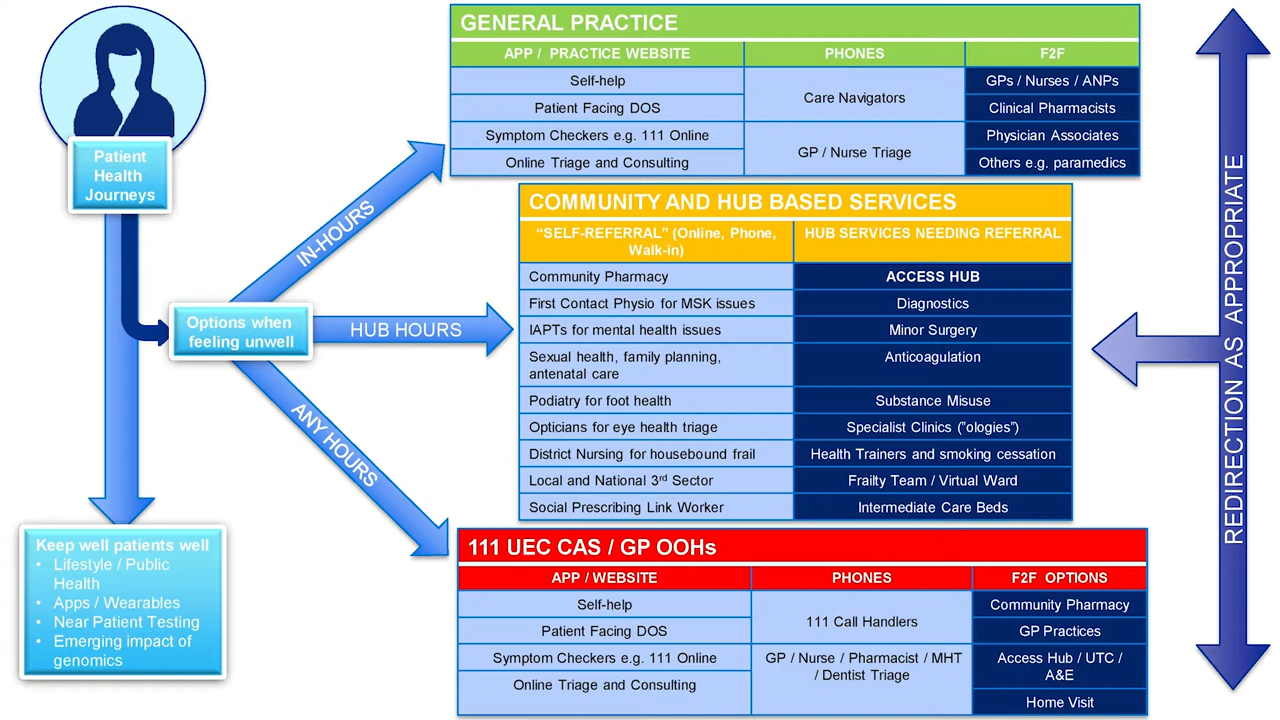 Patient
Health
Journeys
IN-HOURS
Options when
feeling unwell
HUB HOURS
ANY HOURS
Keep well patients well
• Lifestyle / Public
Health
• Apps / Wearables
• Near Patient Testing
• Emerging impact of
genomics
GENERAL PRACTICE
APP / PRACTICE WEBSITE
PHONES
F2F
Self-help
Care Navigators
GPs / Nurses / ANPs
Patient Facing DOS
Clinical Pharmacists
Symptom Checkers e.g. 111 Online
GP / Nurse Triage
Physician Associates
Online Triage and Consulting
Others e.g. paramedics
COMMUNITY AND HUB BASED SERVICES
“SELF-REFERRAL” (Online, Phone,
Walk-in)
HUB SERVICES NEEDING REFERRAL
Community Pharmacy
ACCESS HUB
First Contact Physio for MSK issues
Diagnostics
IAPTs for mental health issues
Minor Surgery
Sexual health, family planning,
antenatal care
Anticoagulation
Podiatry for foot health
Substance Misuse
Opticians for eye health triage
Specialist Clinics (”ologies”)
District Nursing for housebound frail
Health Trainers and smoking cessation
Local and National 3rd Sector
Frailty Team / Virtual Ward
Social Prescribing Link Worker
Intermediate Care Beds
111 UEC CAS / GP OOHs
APP / WEBSITE
PHONES
F2F OPTIONS
Self-help
111 Call Handlers
Community Pharmacy
Patient Facing DOS
GP Practices
Symptom Checkers e.g. 111 Online
GP / Nurse / Pharmacist / MHT
/ Dentist Triage
Access Hub / UTC /
A&E
Online Triage and Consulting
Home Visit
REDIRECTION AS APPROPRIATE